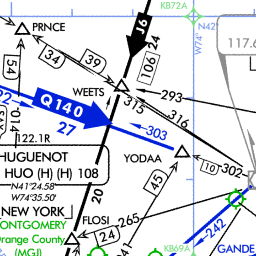 KB72A
PRNCE
J6
24
N42°
W74°
117.6
54
34
39
106
WEETS
315
293
316
Q140
27
303
122.1R
YODAA
302
10
HUGUENOT
HUO (H) (H) 108
N41°24.58'
W74°35.50'
45
20
NEW YORK
FLOSI
265
MONTGOMERY
Orange County
(MGJ)
24
41
242
KB69A
GANDE